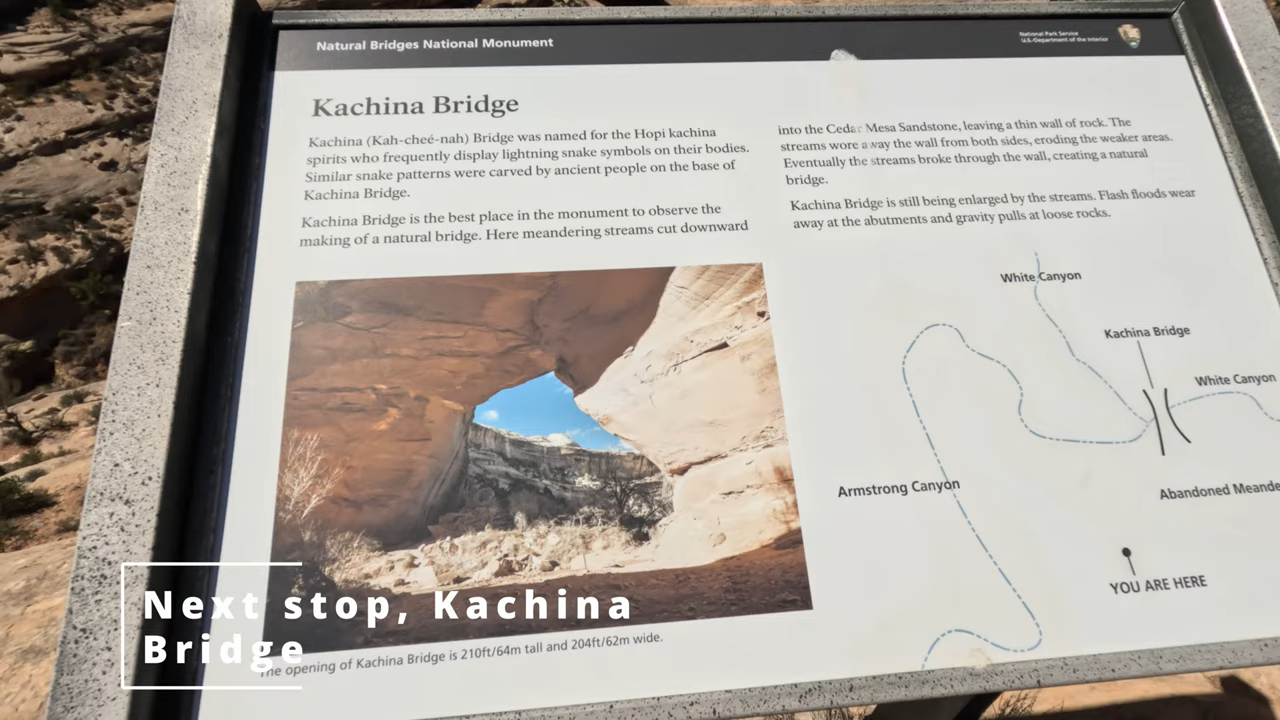 Natural Bridges National Monument
National Park Service
U.S. Department of the Interior
Kachina Bridge
Kachina (Kah-cheé-nah) Bridge was named for the Hopi kachina
spirits who frequently display lightning snake symbols on their bodies.
Similar snake patterns were carved by ancient people on the base of
Kachina Bridge.
Kachina Bridge is the best place in the monument to observe the
making of a natural bridge. Here meandering streams cut downward
into the Cedar Mesa Sandstone, leaving a thin wall of rock. The
streams wore away the wall from both sides, eroding the weaker areas.
Eventually the streams broke through the wall, creating a natural
bridge.
Kachina Bridge is still being enlarged by the streams. Flash floods wear
away at the abutments and gravity pulls at loose rocks.
White Canyon
Kachina Bridge
White Canyon
Armstrong Canyon
Abandoned Meande
YOU ARE HERE
The opening of Kachina Bridge is 210ft/64m tall and 204ft/62m wide.
Next stop, Kachina
Bridge